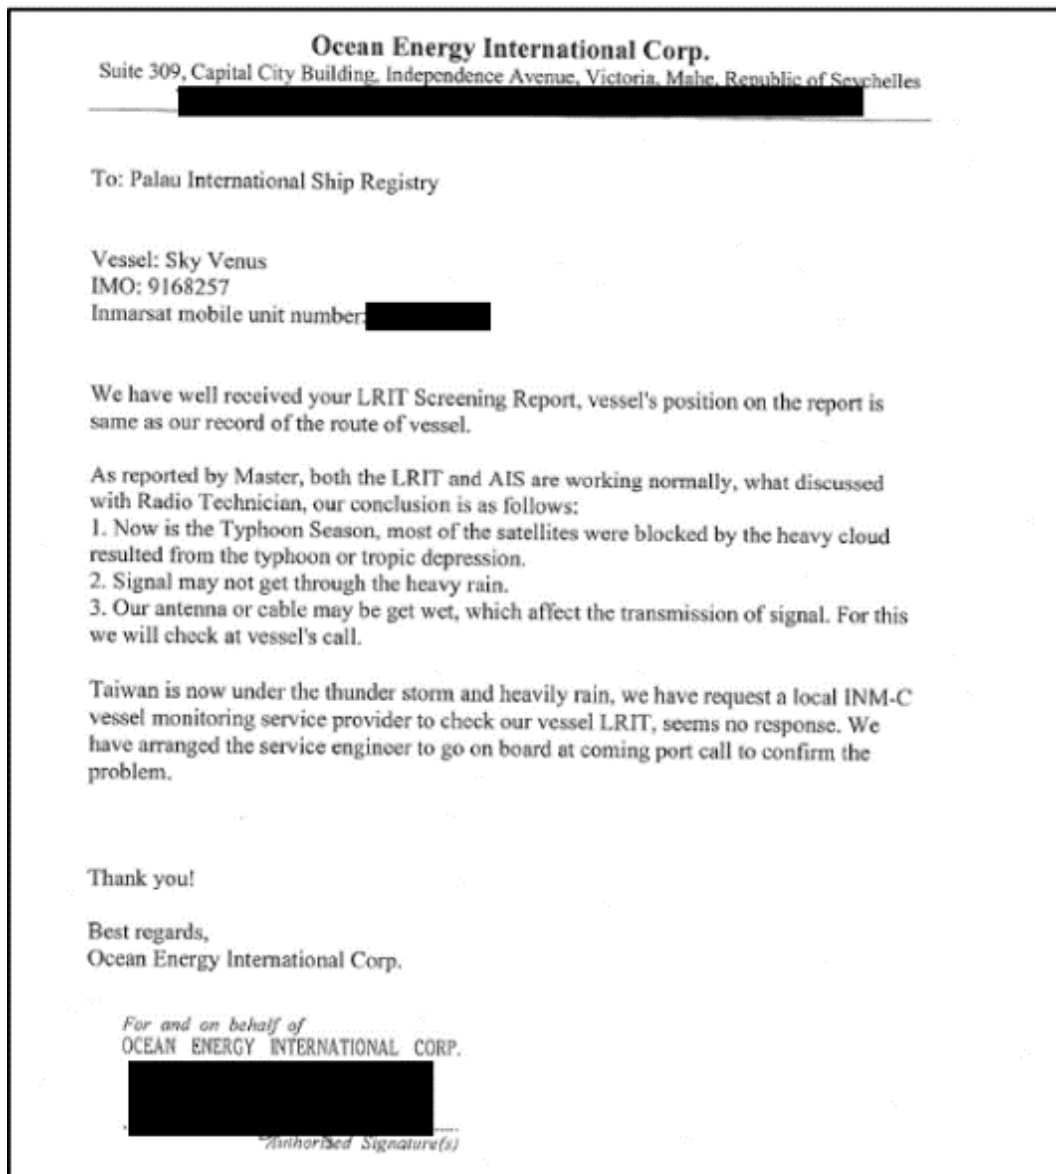 Ocean Energy International Corp.
Suite 309, Capital City Building, Independence Avenue, Victoria, Mahe, Republic of Seychelles
To: Palau International Ship Registry
Vessel: Sky Venus
IMO: 9168257
Inmarsat mobile unit number:
We have well received your LRIT Screening Report, vessel's position on the report is
same as our record of the route of vessel.
As reported by Master, both the LRIT and AIS are working normally, what discussed
with Radio Technician, our conclusion is as follows:
1. Now is the Typhoon Season, most of the satellites were blocked by the heavy cloud
resulted from the typhoon or tropic depression.
2. Signal may not get through the heavy rain.
3. Our antenna or cable may be get wet, which affect the transmission of signal. For this
we will check at vessel's call.
Taiwan is now under the thunder storm and heavily rain, we have request a local INM-C
vessel monitoring service provider to check our vessel LRIT, seems no response. We
have arranged the service engineer to go on board at coming port call to confirm the
problem.
Thank you!
Best regards,
Ocean Energy International Corp.
For and on behalf of
OCEAN ENERGY INTERNATIONAL CORP.
Authorised Signature(s)